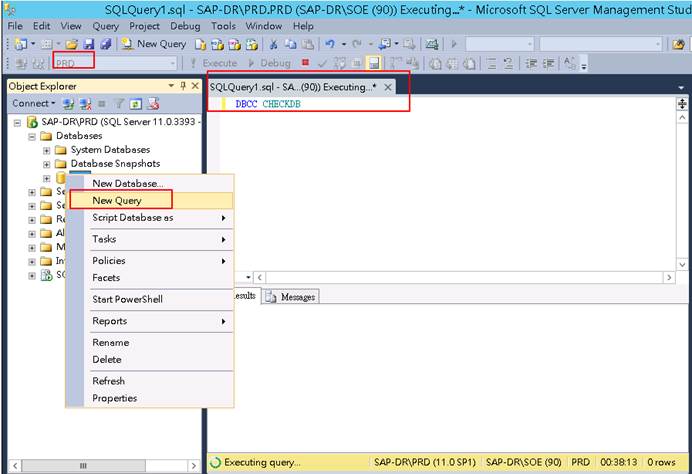 SQLQuery1.sql - SAP-DR\PRD.PRD (SAP-DR\SOE (90)) Executing...* - Microsoft SQL Server Management Stud
File Edit View Query Project Debug Tools Window Help
New Query
PRD Execute Debug
Object Explorer
SQLQuery1.sql - SA...(90)) Executing...*
Connect
DBCC CHECKDB
SAP-DR\PRD (SQL Server 11.0.3393 -
Databases
System Databases
Database Snapshots
New Database...
New Query
Script Database as
Tasks
Policies
Facets
Start PowerShell
Reports
Rename
Delete
Refresh
Properties
Se
Se
Re
Al
M
In
SQ
esults Messages
Executing query... SAP-DR\PRD (11.0 SP1) SAP-DR\SOE (90) PRD 00:38:13 0 rows